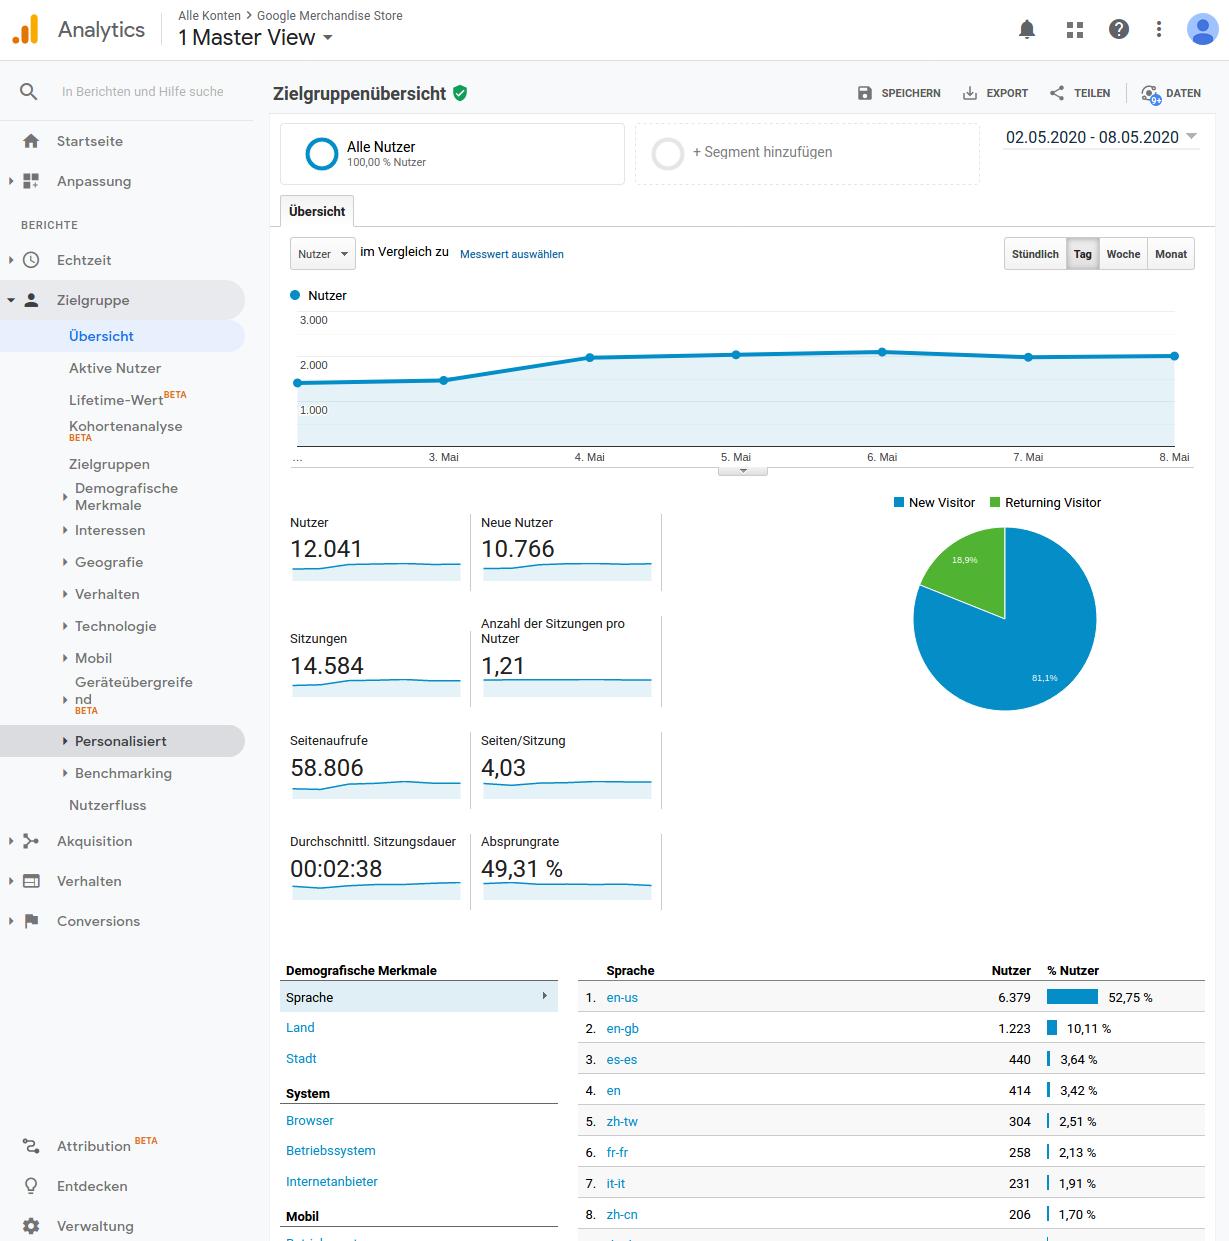 Analytics
Alle Konten > Google Merchandise Store
1 Master View
In Berichten und Hilfe suche
Startseite
Anpassung
BERICHTE
Echtzeit
Zielgruppe
Übersicht
Aktive Nutzer
Lifetime-Wert BETA
Kohortenanalyse
BETA
Zielgruppen
Demografische
Merkmale
Interessen
Geografie
Verhalten
Technologie
Mobil
Geräteübergreife
nd
BETA
Personalisiert
Benchmarking
Nutzerfluss
Akquisition
Verhalten
Conversions
Attribution BETA
Entdecken
Verwaltung
Zielgruppenübersicht
SPEICHERN
EXPORT
TEILEN
9+
DATEN
Alle Nutzer
100,00 % Nutzer
+ Segment hinzufügen
02.05.2020 - 08.05.2020
Übersicht
Nutzer im Vergleich zu Messwert auswählen
Stündlich Tag Woche Monat
Nutzer
3.000
2.000
1.000
... 3. Mai 4. Mai 5. Mai 6. Mai 7. Mai 8. Mai
New Visitor Returning Visitor
18,9%
81,1%
Nutzer
12.041
Neue Nutzer
10.766
Sitzungen
14.584
Anzahl der Sitzungen pro
Nutzer
1,21
Seitenaufrufe
58.806
Seiten/Sitzung
4,03
Durchschnittl. Sitzungsdauer
00:02:38
Absprungrate
49,31 %
Demografische Merkmale
Sprache
Land
Stadt
System
Browser
Betriebssystem
Internetanbieter
Mobil
Sprache Nutzer % Nutzer
1. en-us 6.379 52,75 %
2. en-gb 1.223 10,11 %
3. es-es 440 3,64 %
4. en 414 3,42 %
5. zh-tw 304 2,51 %
6. fr-fr 258 2,13 %
7. it-it 231 1,91 %
8. zh-cn 206 1,70 %